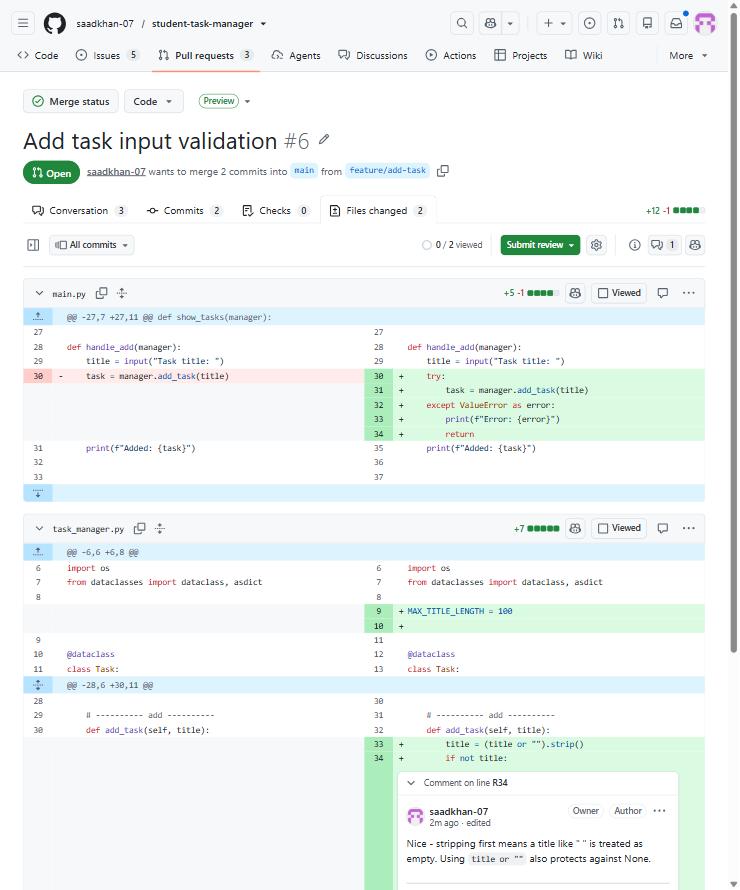 saadkhan-07 / student-task-manager
Code Issues 5 Pull requests 3 Agents Discussions Actions Projects Wiki More
Merge status Code Preview
Add task input validation #6
Open saadkhan-07 wants to merge 2 commits into main from feature/add-task
Conversation 3 Commits 2 Checks 0 Files changed 2 +12 -1
All commits 0 / 2 viewed Submit review 1
main.py +5 -1 Viewed
@@ -27,7 +27,11 @@ def show_tasks(manager):
27 27
28 def handle_add(manager): 28 def handle_add(manager):
29 title = input("Task title: ") 29 title = input("Task title: ")
30 - task = manager.add_task(title) 30 + try:
31 + task = manager.add_task(title)
32 + except ValueError as error:
33 + print(f"Error: {error}")
34 + return
31 print(f"Added: {task}") 35 print(f"Added: {task}")
32 36
33 37
task_manager.py +7 Viewed
@@ -6,6 +6,8 @@
6 import os 6 import os
7 from dataclasses import dataclass, asdict 7 from dataclasses import dataclass, asdict
8 8
9 + MAX_TITLE_LENGTH = 100
10 +
9 11
10 @dataclass 12 @dataclass
11 class Task: 13 class Task:
@@ -28,6 +30,11 @@
28 30
29 # ---------- add ---------- 31 # ---------- add ----------
30 def add_task(self, title): 32 def add_task(self, title):
33 + title = (title or "").strip()
34 + if not title:
Comment on line R34
saadkhan-07 Owner Author
2m ago · edited
Nice - stripping first means a title like " " is treated as
empty. Using title or "" also protects against None.